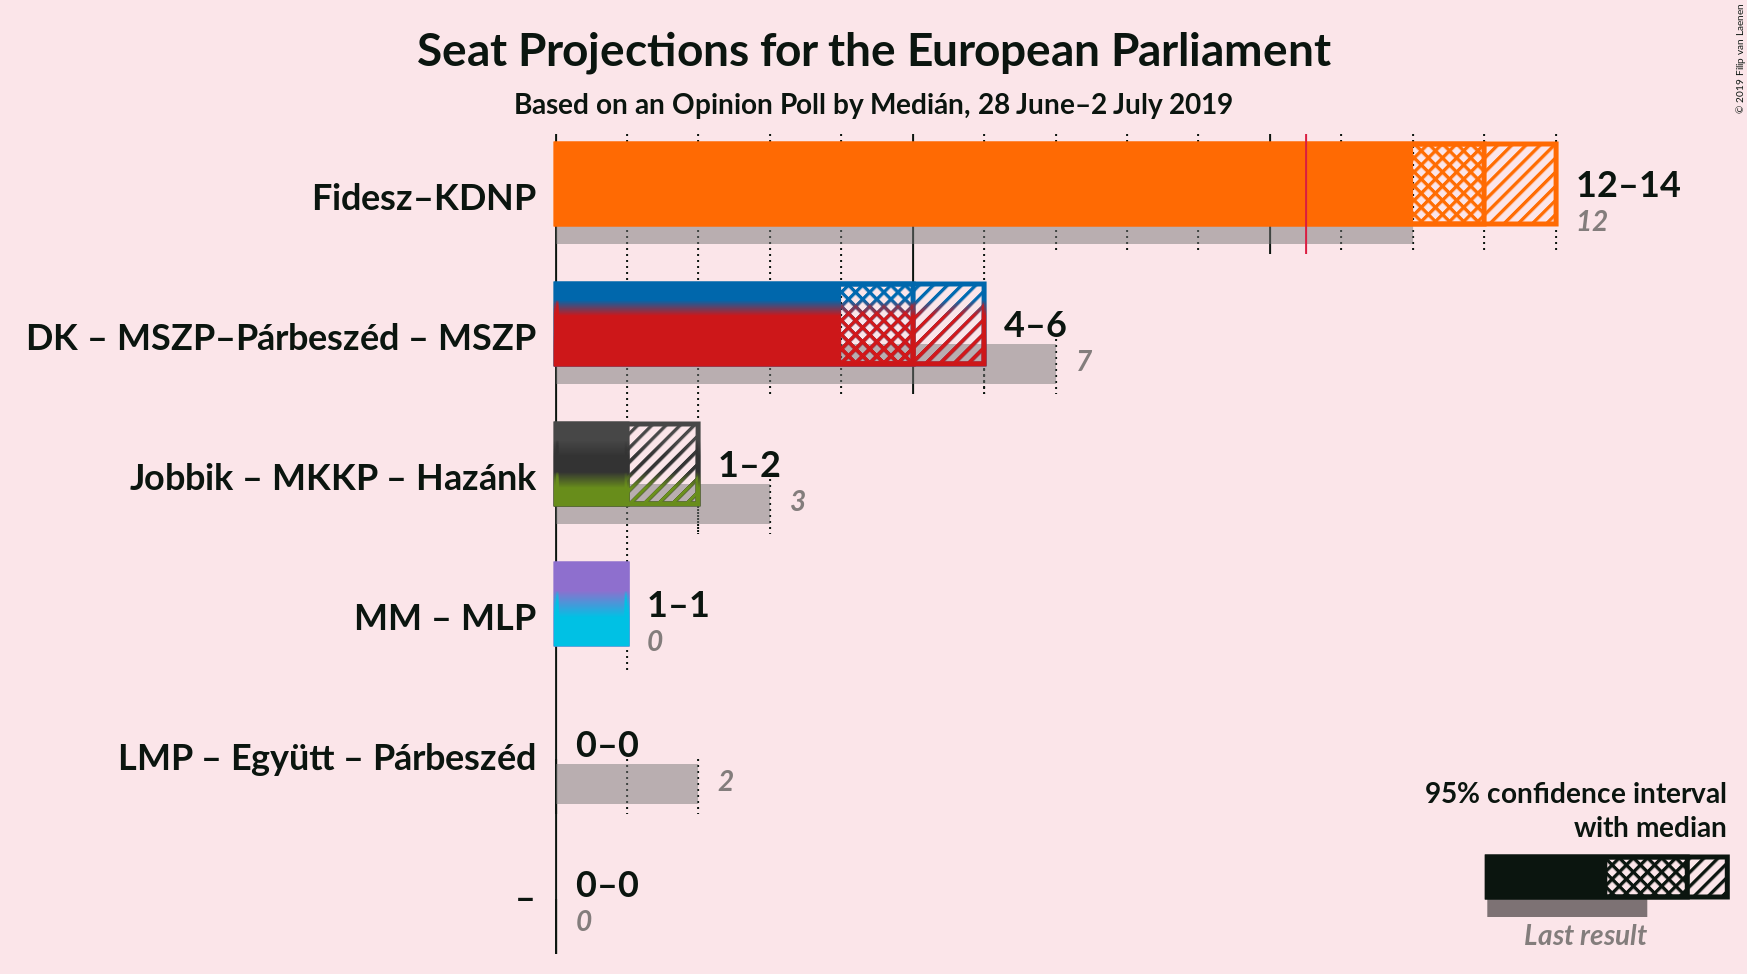 Seat Projections for the European Parliament
Based on an Opinion Poll by Medián, 28 June–2 July 2019
© 2019 Filip van Laenen
Fidesz–KDNP
12–14
12
DK – MSZP–Párbeszéd – MSZP
4–6
7
Jobbik – MKKP – Hazánk
1–2
3
MM – MLP
1–1
0
LMP – Együtt – Párbeszéd
0–0
2
–
0–0
0
95% confidence interval
with median
Last result